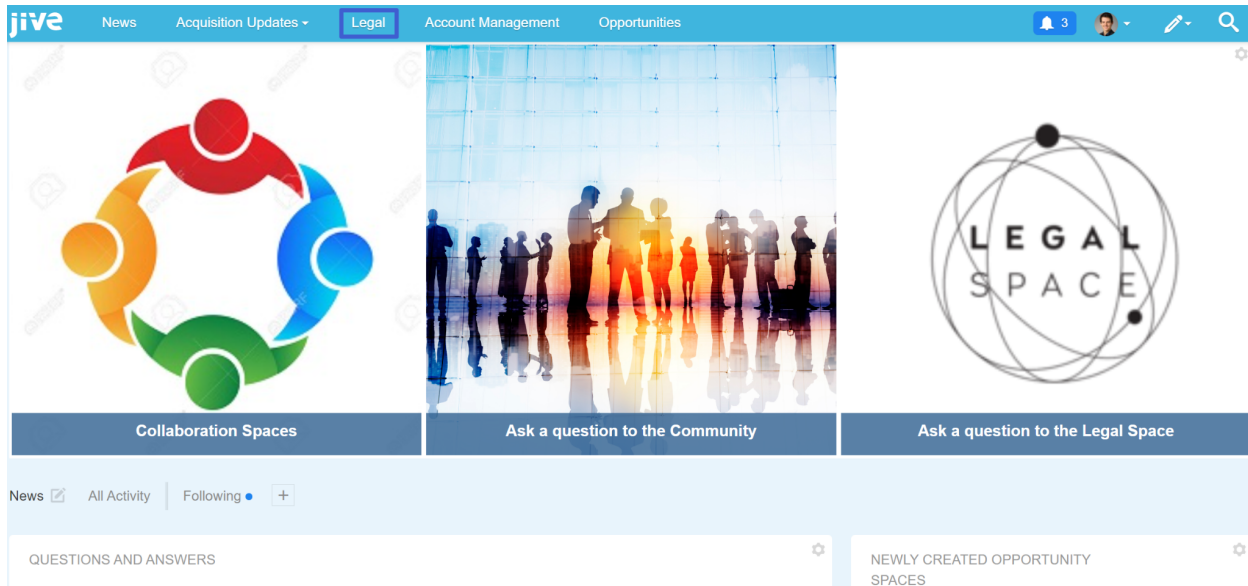 jive News Acquisition Updates Legal Account Management Opportunities 3
LEGAL
SPACE
Collaboration Spaces Ask a question to the Community Ask a question to the Legal Space
News All Activity Following +
QUESTIONS AND ANSWERS
NEWLY CREATED OPPORTUNITY
SPACES